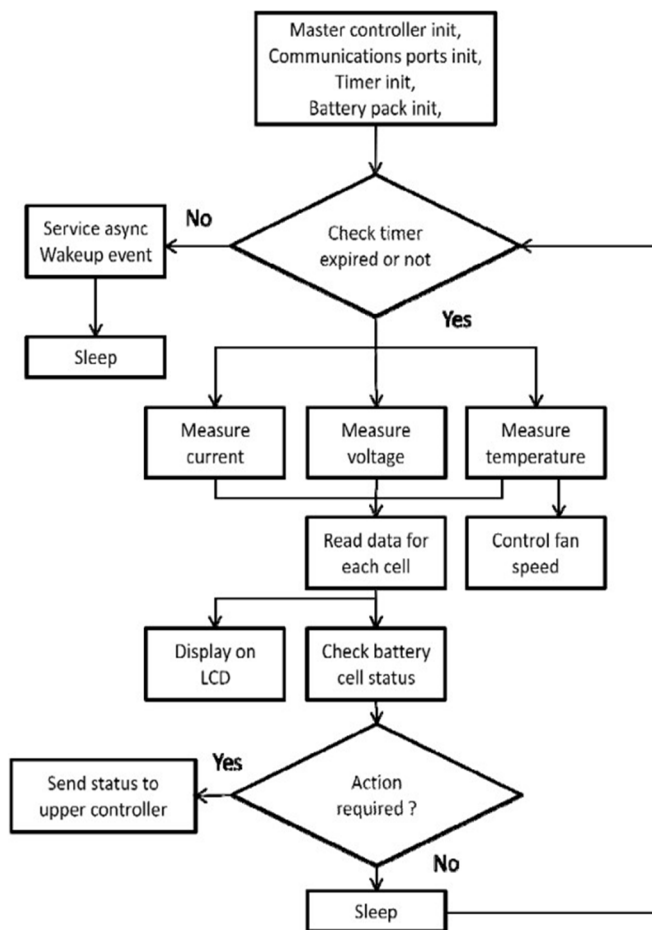 Master controller init,
Communications ports init,
Timer init,
Battery pack init,
No
Service async
Wakeup event
Check timer
expired or not
Yes
Sleep
Measure
current
Measure
voltage
Measure
temperature
Read data for
each cell
Control fan
speed
Display on
LCD
Check battery
cell status
Yes
Send status to
upper controller
Action
required ?
No
Sleep